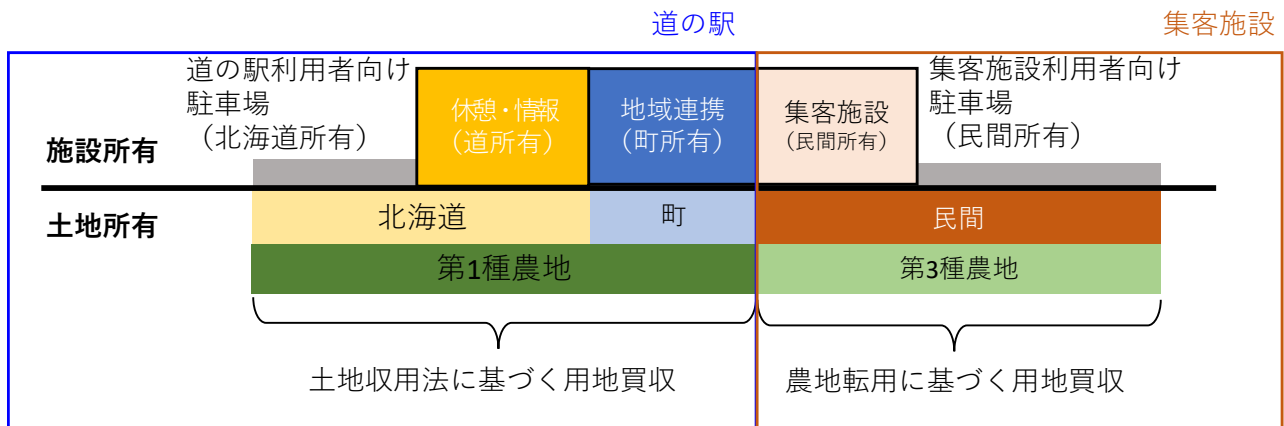 道の駅
集客施設
道の駅利用者向け
駐車場
（北海道所有）
休憩・情報
（道所有）
地域連携
（町所有）
集客施設
（民間所有）
集客施設利用者向け
駐車場
（民間所有）
施設所有
土地所有
北海道
町
民間
第1種農地
第3種農地
土地収用法に基づく用地買収
農地転用に基づく用地買収